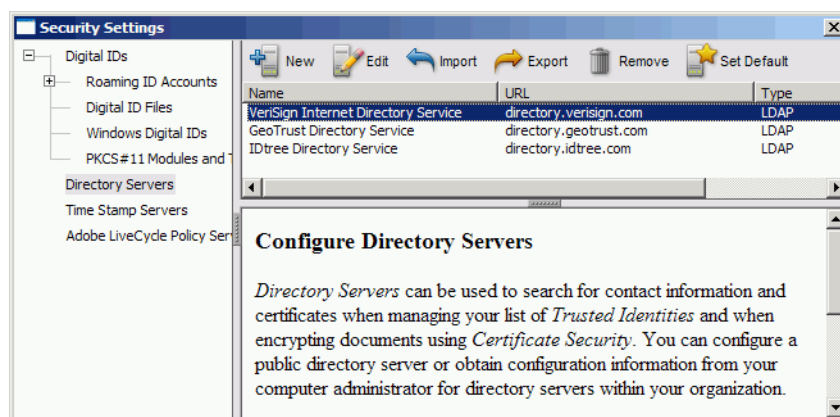 Security Settings
Digital IDs
Roaming ID Accounts
Digital ID Files
Windows Digital IDs
PKCS#11 Modules and T
Directory Servers
Time Stamp Servers
Adobe LiveCycle Policy Ser
New Edit Import Export Remove Set Default
Name URL Type
VeriSign Internet Directory Service directory.verisign.com LDAP
GeoTrust Directory Service directory.geotrust.com LDAP
IDtree Directory Service directory.idtree.com LDAP
Configure Directory Servers
Directory Servers can be used to search for contact information and
certificates when managing your list of Trusted Identities and when
encrypting documents using Certificate Security. You can configure a
public directory server or obtain configuration information from your
computer administrator for directory servers within your organization.